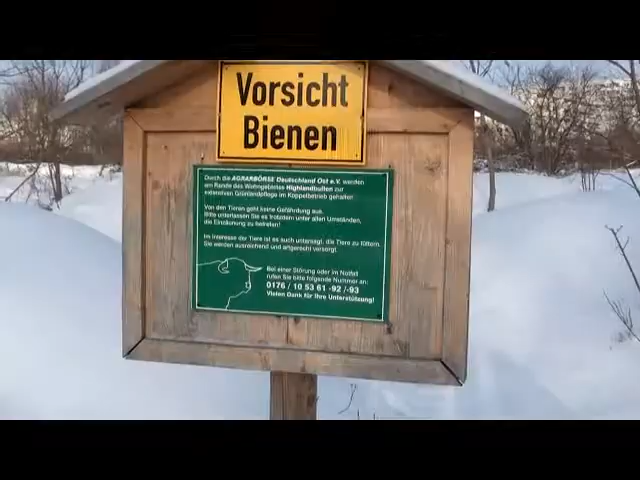 Vorsicht
Bienen
Durch die AGRARBÖRSE Deutschland Ost e.V. werden
am Rande des Wohngebietes Highlandbullen zur
extensiven Grünlandpflege im Koppelbetrieb gehalten.
Von den Tieren geht keine Gefährdung aus.
Bitte unterlassen Sie es trotzdem unter allen Umständen,
die Einzäunung zu betreten!
Im Interesse der Tiere ist es auch untersagt, die Tiere zu füttern.
Sie werden ausreichend und artgerecht versorgt.
Bei einer Störung oder im Notfall
rufen Sie bitte folgende Nummer an:
0176 / 10 53 61 -92 /-93
Vielen Dank für Ihre Unterstützung!